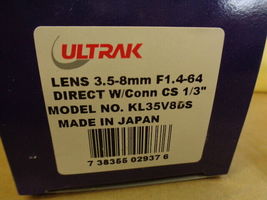 ULTRAK
LENS 3.5-8mm F1.4-64
DIRECT W/Conn CS 1/3"
MODEL NO. KL35V8DS
MADE IN JAPAN
7 38355 02937 6